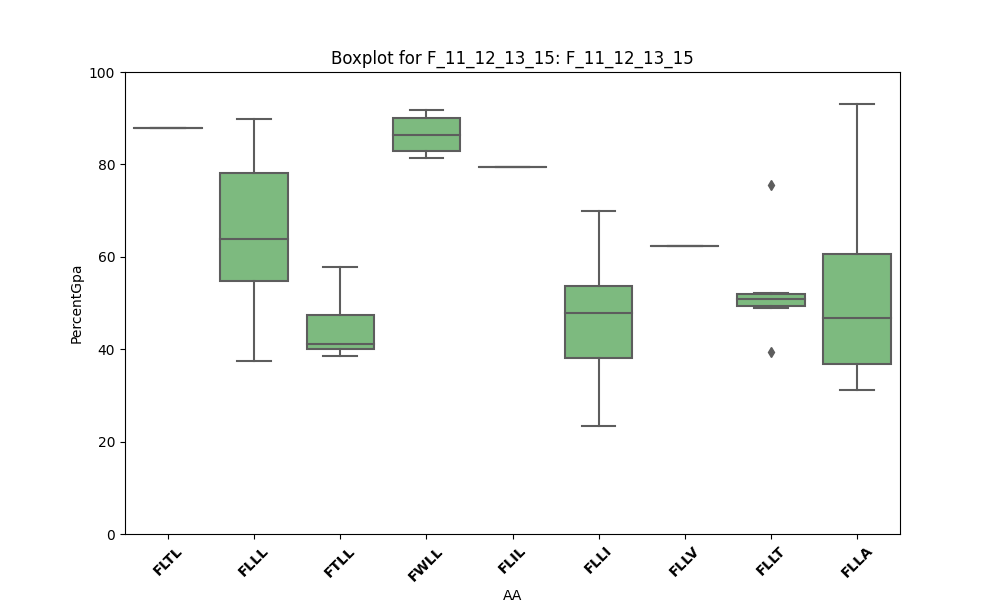 Boxplot for F_11_12_13_15: F_11_12_13_15
100
80
60
40
20
0
PercentGpa
FLTL
FLLL
FTLL
FWLL
FLIL
FLLI
FLLV
FLLT
FLLA
AA